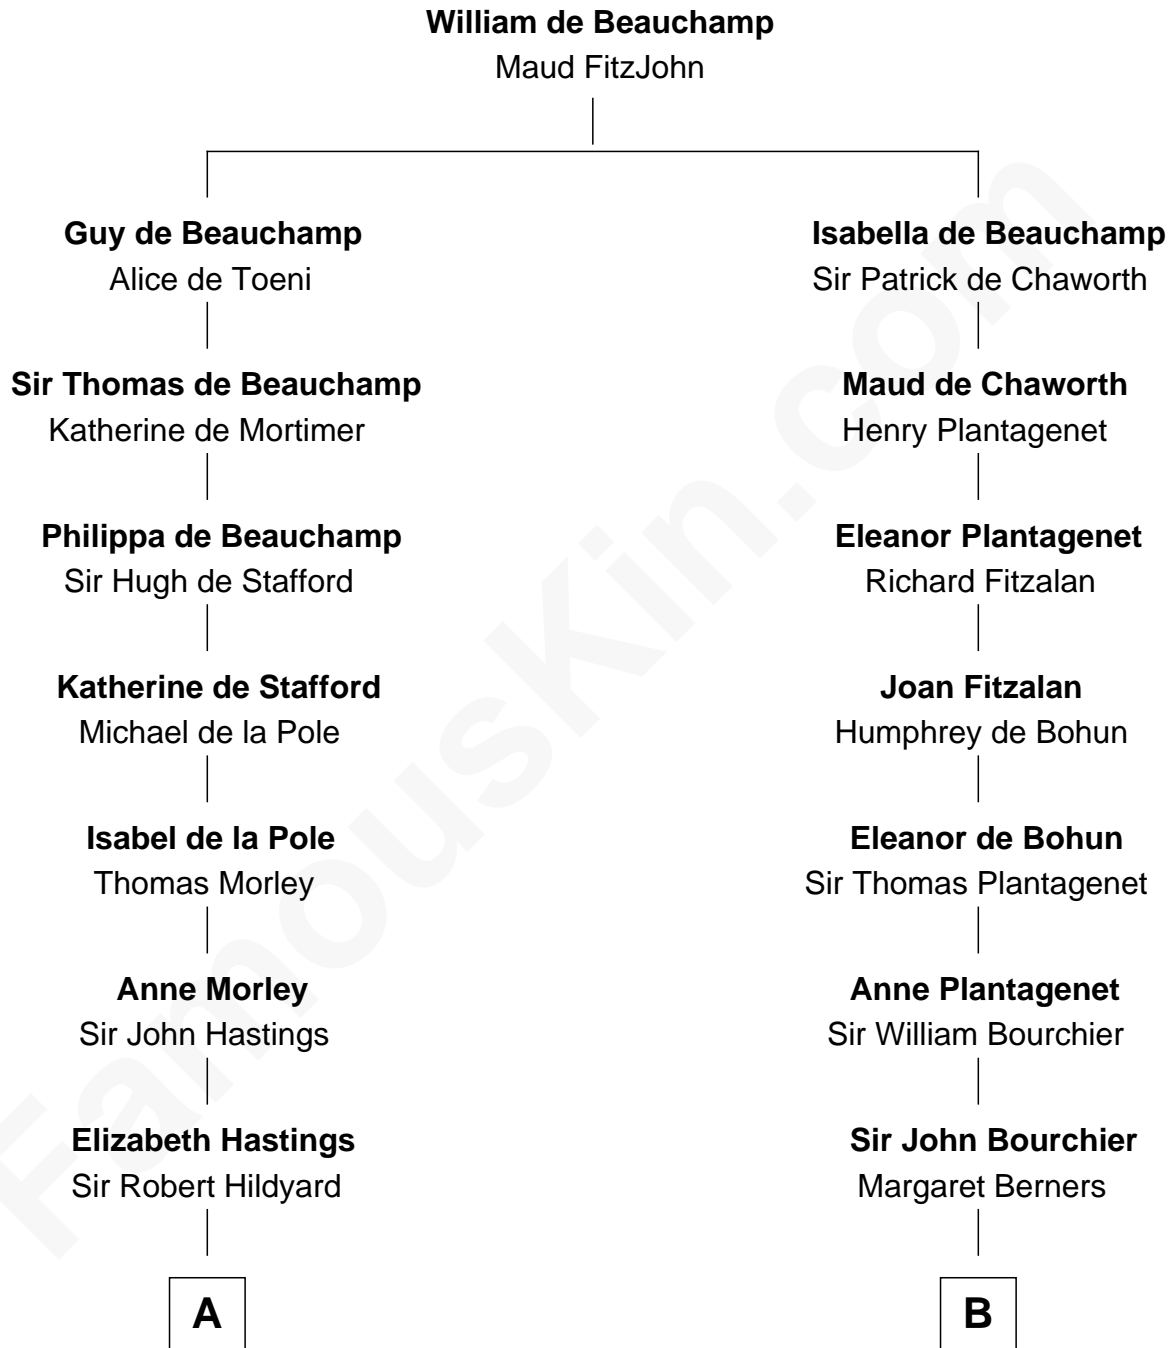 William de Beauchamp
Maud FitzJohn
Guy de Beauchamp
Alice de Toeni
Isabella de Beauchamp
Sir Patrick de Chaworth
Sir Thomas de Beauchamp
Katherine de Mortimer
Maud de Chaworth
Henry Plantagenet
Philippa de Beauchamp
Sir Hugh de Stafford
Eleanor Plantagenet
Richard Fitzalan
Katherine de Stafford
Michael de la Pole
Joan Fitzalan
Humphrey de Bohun
Isabel de la Pole
Thomas Morley
Eleanor de Bohun
Sir Thomas Plantagenet
Anne Morley
Sir John Hastings
Anne Plantagenet
Sir William Bourchier
Elizabeth Hastings
Sir Robert Hildyard
Sir John Bourchier
Margaret Berners
A
B
FamousKin.com